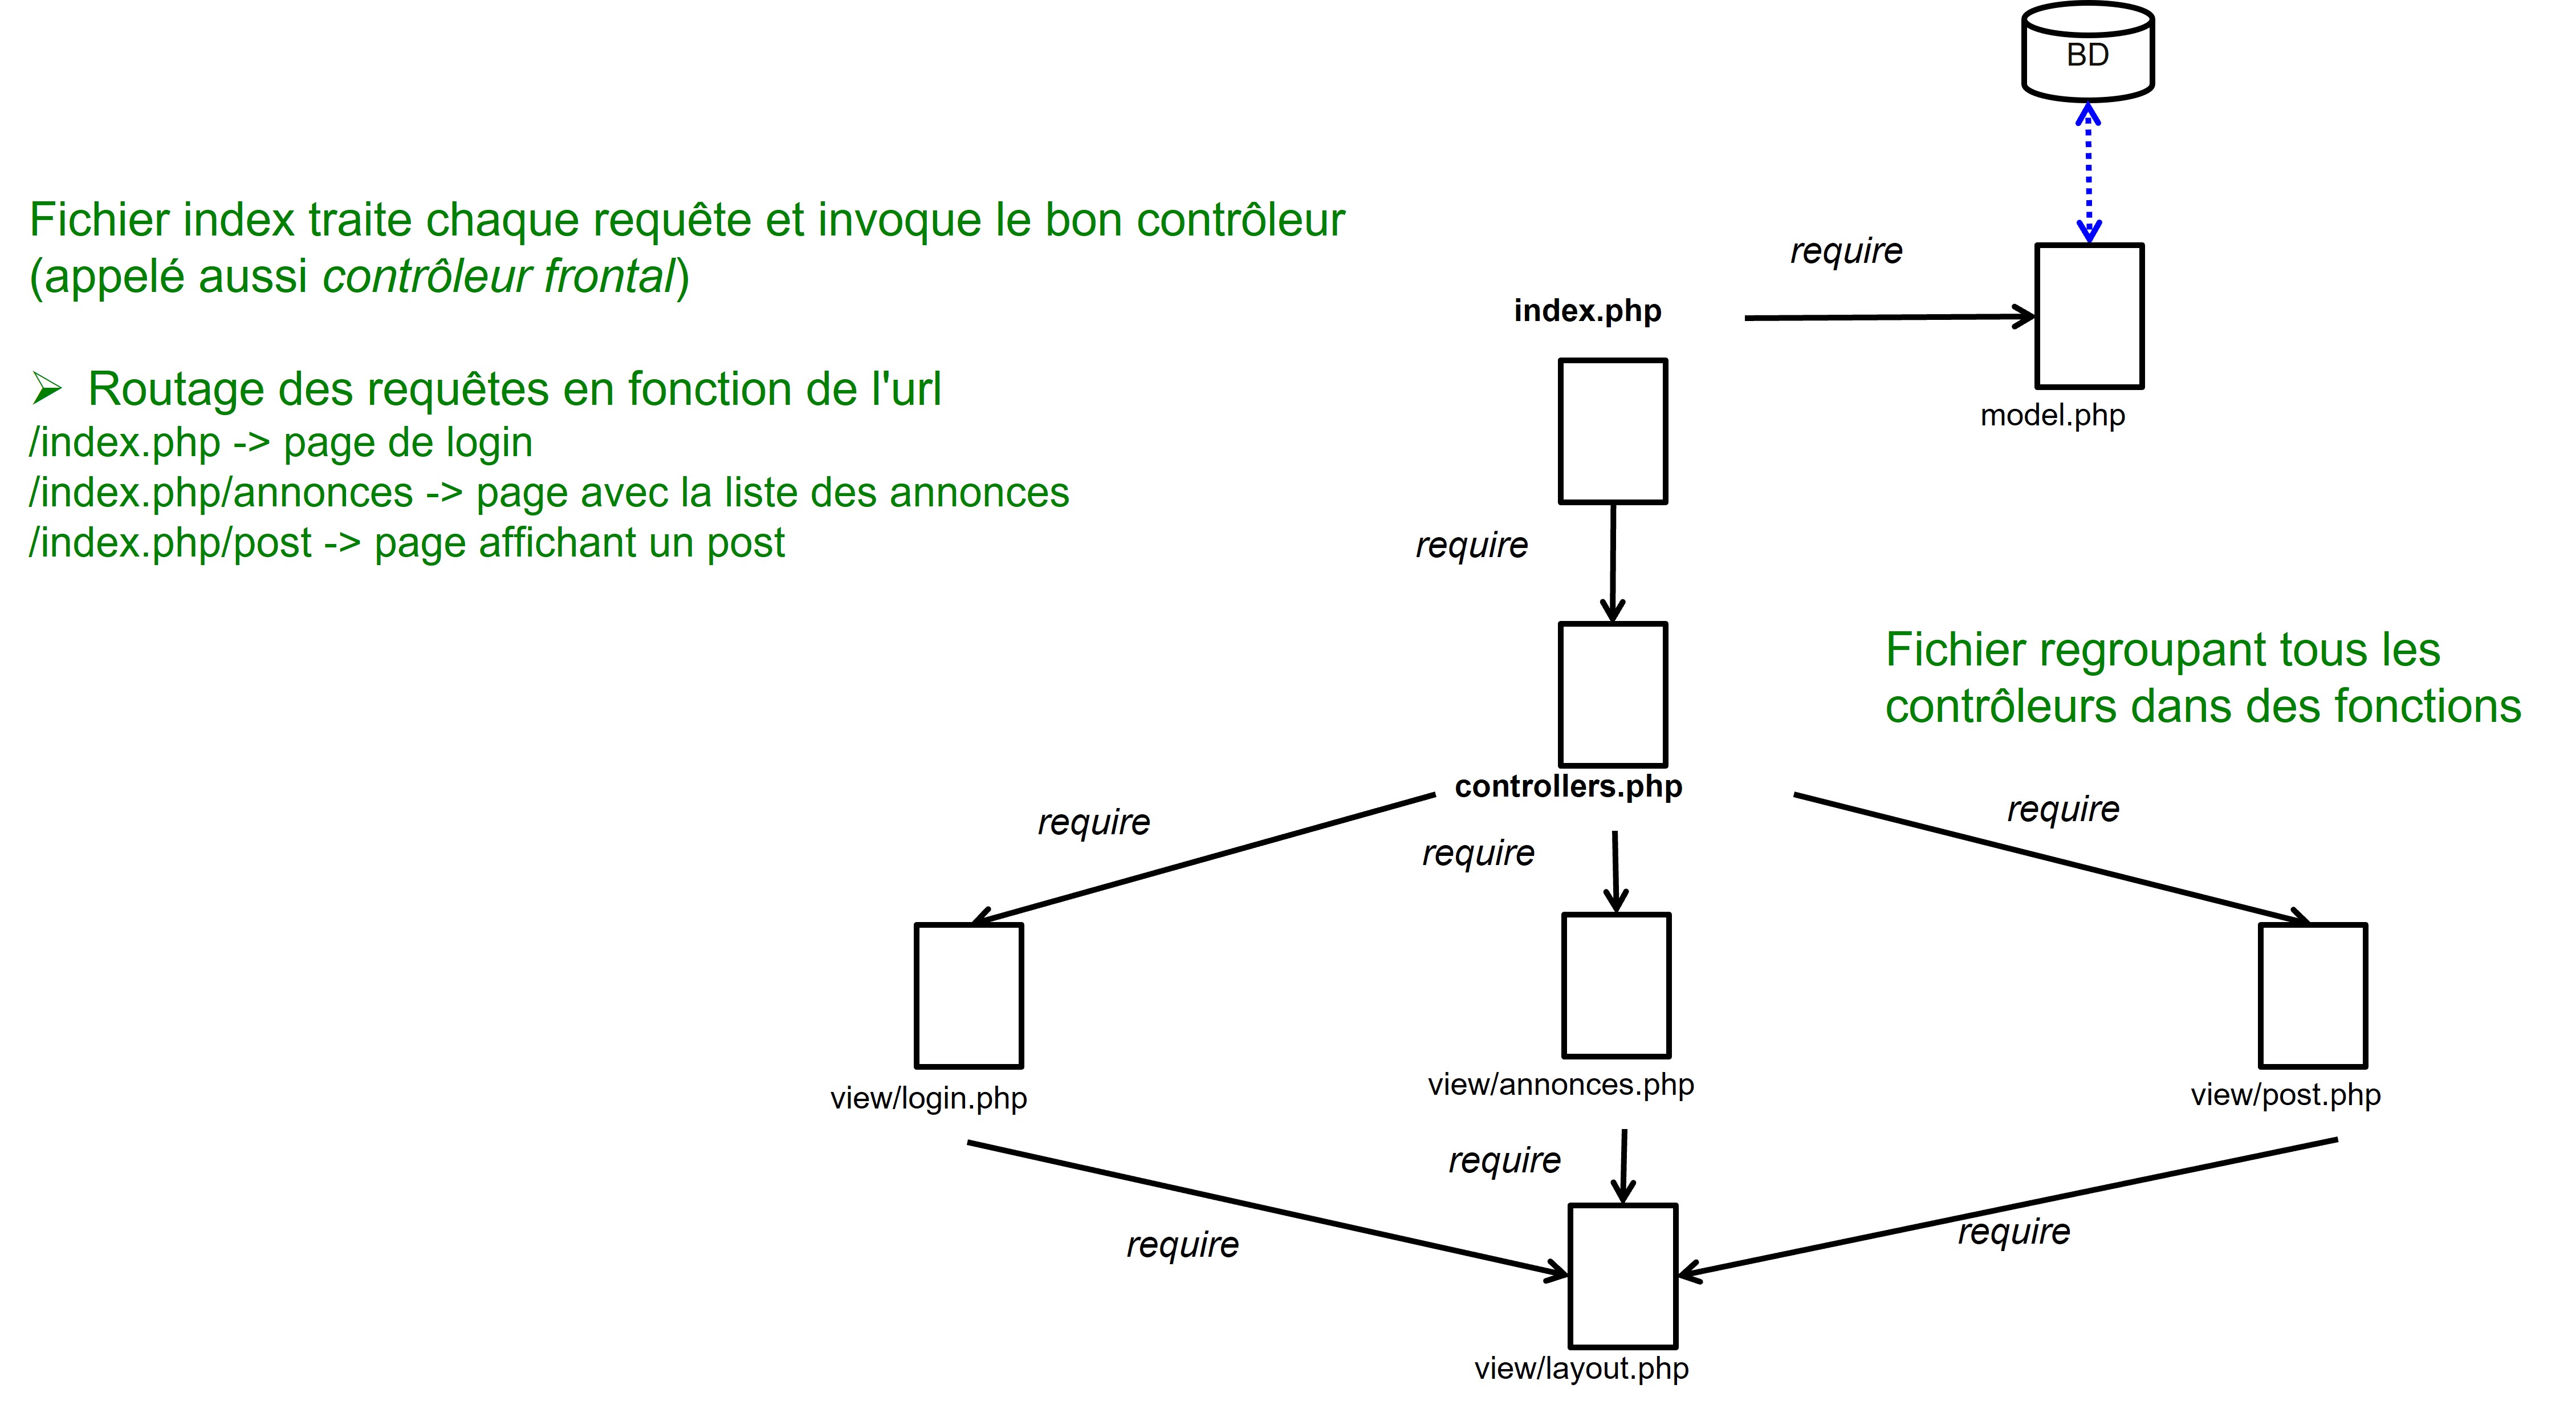 BD
Fichier index traite chaque requête et invoque le bon contrôleur
(appelé aussi contrôleur frontal)
require
index.php
Routage des requêtes en fonction de l'url
model.php
/index.php -> page de login
/index.php/annonces -> page avec la liste des annonces
/index.php/post -> page affichant un post
require
Fichier regroupant tous les
contrôleurs dans des fonctions
controllers.php
require
require
require
view/login.php
view/annonces.php
view/post.php
require
require
require
view/layout.php